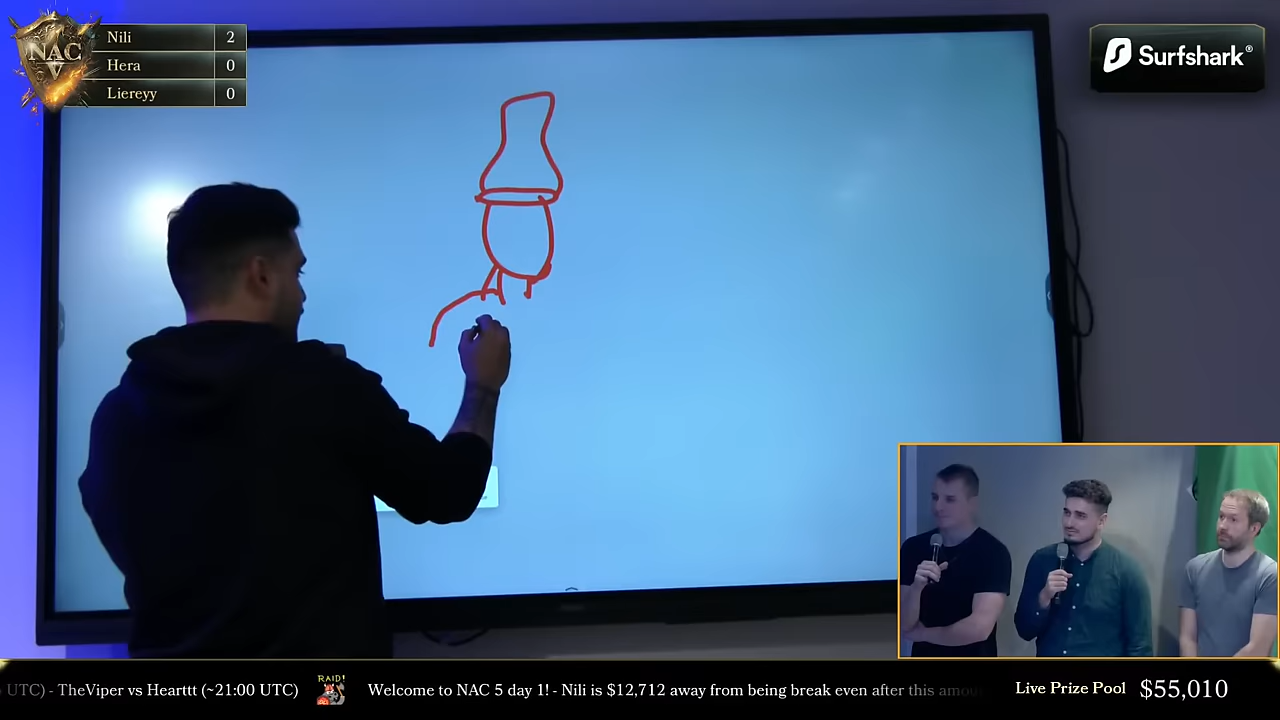 NAC
V
Nili 2
Hera 0
Liereyy 0
Surfshark®
UTC) - TheViper vs Hearttt (~21:00 UTC)
RAID!
Welcome to NAC 5 day 1! - Nili is $12,712 away from being break even after this amou
Live Prize Pool $55,010